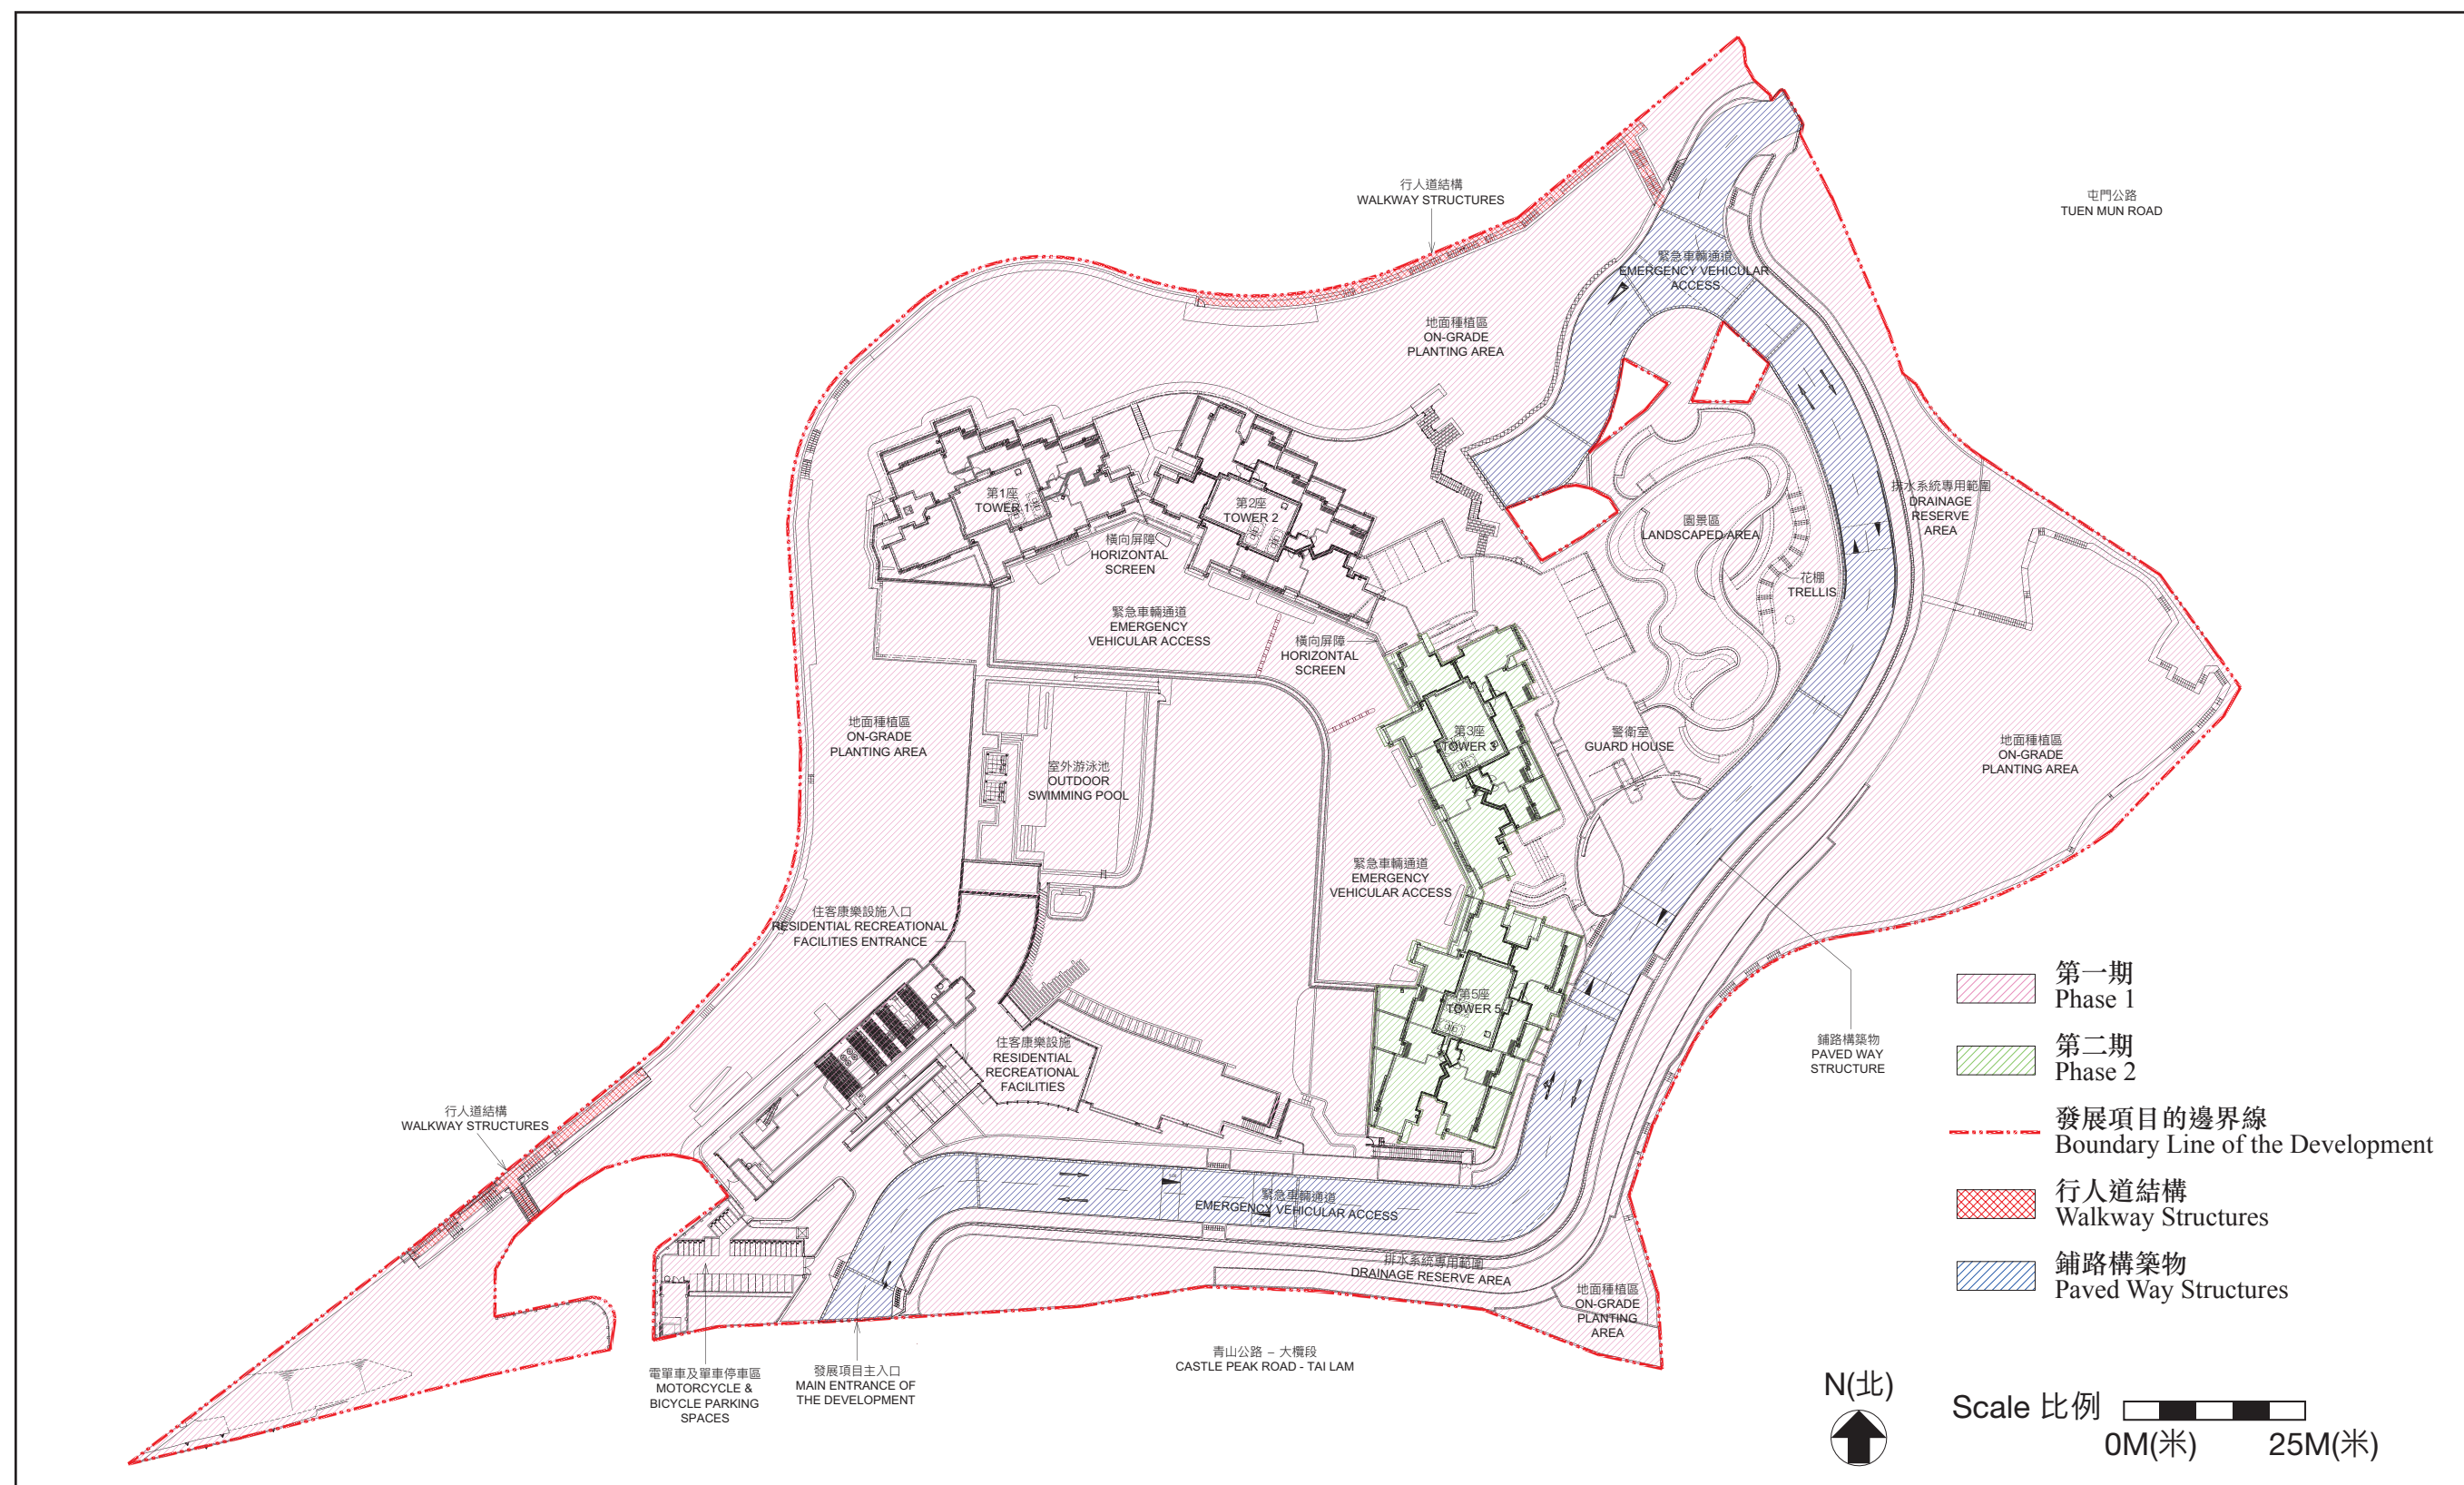 行人道結構
WALKWAY STRUCTURES
屯門公路
TUEN MUN ROAD
緊急車輛通道
EMERGENCY VEHICULAR
ACCESS
地面種植區
ON-GRADE
PLANTING AREA
第1座
TOWER 1
第2座
TOWER 2
橫向屏障
HORIZONTAL
SCREEN
排水系統專用範圍
DRAINAGE
RESERVE
AREA
園景區
LANDSCAPED AREA
花棚
TRELLIS
緊急車輛通道
EMERGENCY
VEHICULAR ACCESS
橫向屏障
HORIZONTAL
SCREEN
地面種植區
ON-GRADE
PLANTING AREA
第3座
TOWER 3
警衛室
GUARD HOUSE
地面種植區
ON-GRADE
PLANTING AREA
室外游泳池
OUTDOOR
SWIMMING POOL
緊急車輛通道
EMERGENCY
VEHICULAR ACCESS
住客康樂設施入口
RESIDENTIAL RECREATIONAL
FACILITIES ENTRANCE
第5座
TOWER 5
住客康樂設施
RESIDENTIAL
RECREATIONAL
FACILITIES
鋪路構築物
PAVED WAY
STRUCTURE
行人道結構
WALKWAY STRUCTURES
緊急車輛通道
EMERGENCY VEHICULAR ACCESS
排水系統專用範圍
DRAINAGE RESERVE AREA
地面種植區
ON-GRADE
PLANTING
AREA
青山公路 – 大欖段
CASTLE PEAK ROAD - TAI LAM
電單車及單車停車區
MOTORCYCLE &
BICYCLE PARKING
SPACES
發展項目主入口
MAIN ENTRANCE OF
THE DEVELOPMENT
第一期
Phase 1
第二期
Phase 2
發展項目的邊界線
Boundary Line of the Development
行人道結構
Walkway Structures
鋪路構築物
Paved Way Structures
N(北)
Scale 比例
0M(米) 25M(米)